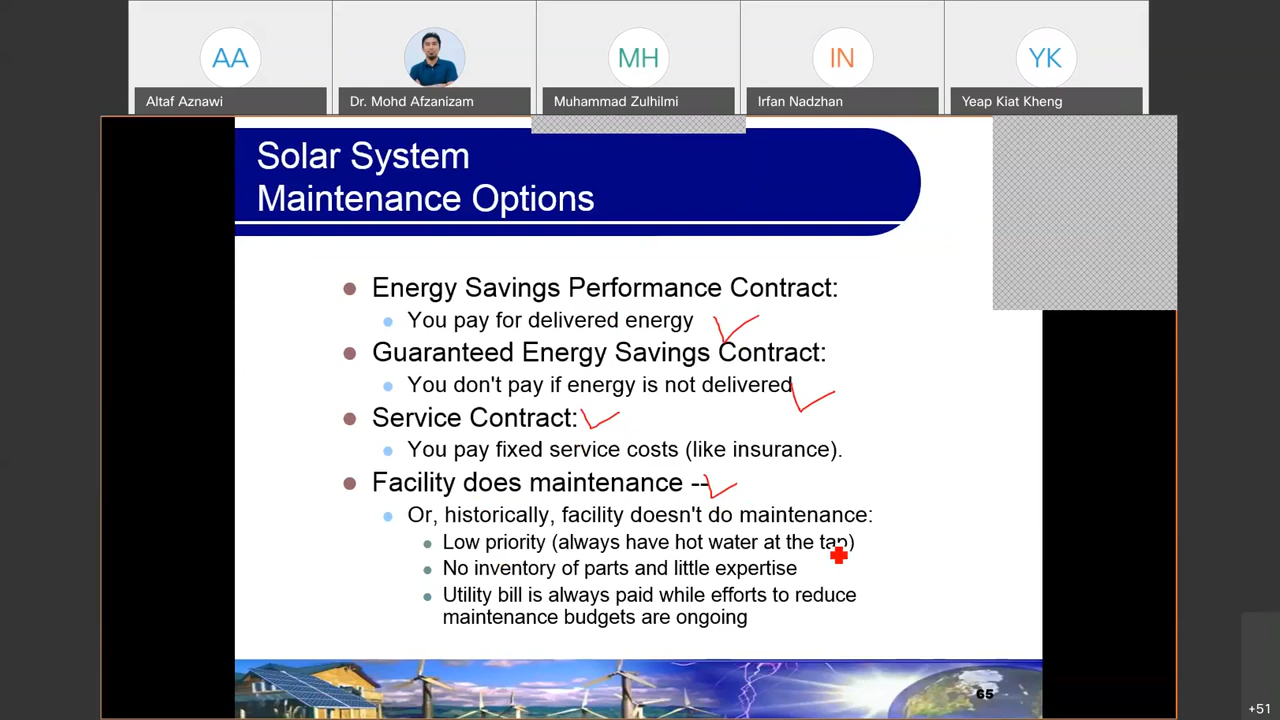 AA
MH
IN
YK
Altaf Aznawi
Dr. Mohd Afzanizam
Muhammad Zulhilmi
Irfan Nadzhan
Yeap Kiat Kheng
Solar System
Maintenance Options
Energy Savings Performance Contract:
You pay for delivered energy
Guaranteed Energy Savings Contract:
You don't pay if energy is not delivered
Service Contract:
You pay fixed service costs (like insurance).
Facility does maintenance --
Or, historically, facility doesn't do maintenance:
Low priority (always have hot water at the tap)
No inventory of parts and little expertise
Utility bill is always paid while efforts to reduce
maintenance budgets are ongoing
65
+51